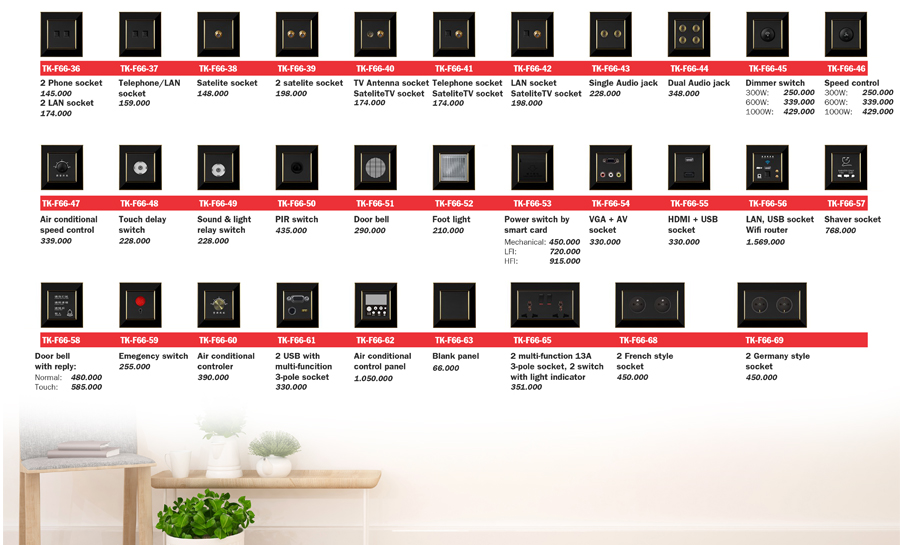 TK-F66-36 TK-F66-37 TK-F66-38 TK-F66-39 TK-F66-40 TK-F66-41 TK-F66-42 TK-F66-43 TK-F66-44 TK-F66-45 TK-F66-46
2 Phone socket
145.000
2 LAN socket
174.000
Telephone/LAN
socket
159.000
Satelite socket
148.000
2 satelite socket
198.000
TV Antenna socket
SateliteTV socket
174.000
Telephone socket
SateliteTV socket
174.000
LAN socket
SateliteTV socket
198.000
Single Audio jack
228.000
Dual Audio jack
348.000
Dimmer switch
300W: 250.000
600W: 339.000
1000W: 429.000
Speed control
300W: 250.000
600W: 339.000
1000W: 429.000
TK-F66-47 TK-F66-48 TK-F66-49 TK-F66-50 TK-F66-51 TK-F66-52 TK-F66-53 TK-F66-54 TK-F66-55 TK-F66-56 TK-F66-57
Air conditional
speed control
339.000
Touch delay
switch
228.000
Sound & light
relay switch
228.000
PIR switch
435.000
Door bell
290.000
Foot light
210.000
Power switch by
smart card
Mechanical: 450.000
LFI: 720.000
HFI: 915.000
VGA + AV
socket
330.000
HDMI + USB
socket
330.000
LAN, USB socket
Wifi router
1.569.000
Shaver socket
768.000
TK-F66-58 TK-F66-59 TK-F66-60 TK-F66-61 TK-F66-62 TK-F66-63 TK-F66-65 TK-F66-68 TK-F66-69
Door bell
with reply:
Normal: 480.000
Touch: 585.000
Emegency switch
255.000
Air conditional
controler
390.000
2 USB with
multi-funcition
3-pole socket
330.000
Air conditional
control panel
1.050.000
Blank panel
66.000
2 multi-function 13A
3-pole socket, 2 switch
with light indicator
351.000
2 French style
socket
450.000
2 Germany style
socket
450.000